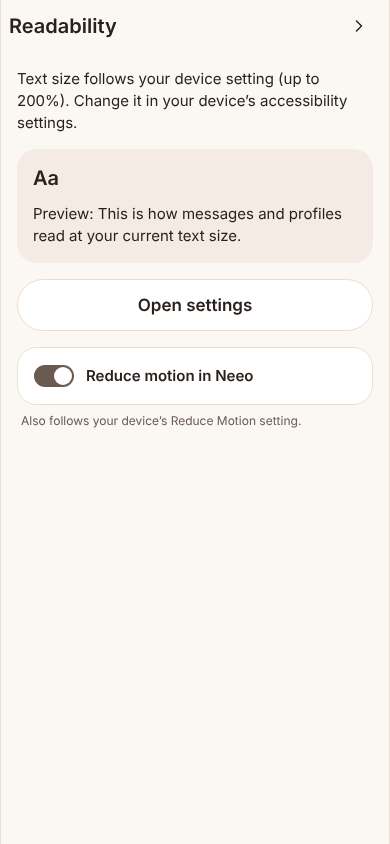 Readability
Text size follows your device setting (up to
200%). Change it in your device’s accessibility
settings.
Aa
Preview: This is how messages and profiles
read at your current text size.
Open settings
Reduce motion in Neeo
Also follows your device's Reduce Motion setting.